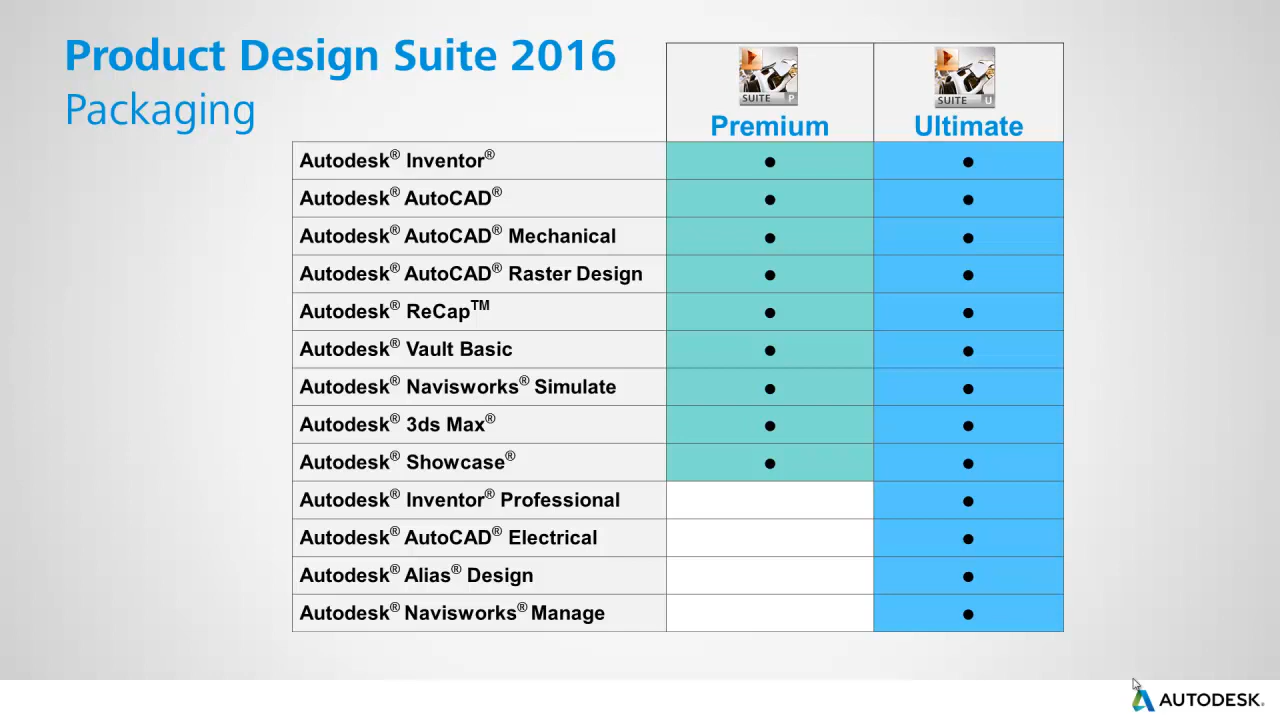 Product Design Suite 2016
Packaging
SUITE P
SUITE U
Premium
Ultimate
Autodesk® Inventor® ● ●
Autodesk® AutoCAD® ● ●
Autodesk® AutoCAD® Mechanical ● ●
Autodesk® AutoCAD® Raster Design ● ●
Autodesk® ReCap™ ● ●
Autodesk® Vault Basic ● ●
Autodesk® Navisworks® Simulate ● ●
Autodesk® 3ds Max® ● ●
Autodesk® Showcase® ● ●
Autodesk® Inventor® Professional ●
Autodesk® AutoCAD® Electrical ●
Autodesk® Alias® Design ●
Autodesk® Navisworks® Manage ●
AUTODESK®